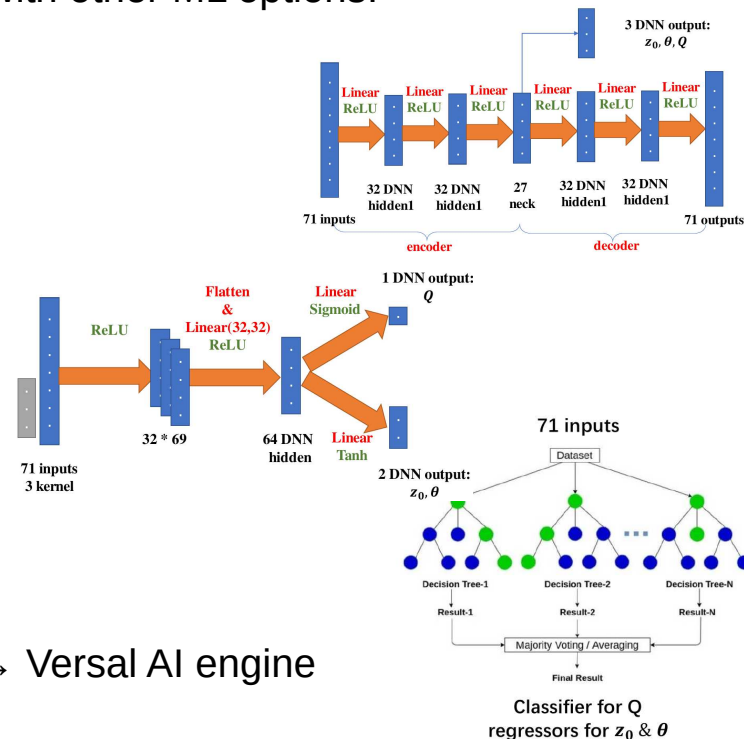 with other ML options.
3 DNN output:
z₀, θ, Q
Linear
ReLU
Linear
ReLU
Linear
ReLU
Linear
ReLU
Linear
ReLU
Linear
ReLU
71 inputs
32 DNN
hidden1
32 DNN
hidden1
27
neck
32 DNN
hidden1
32 DNN
hidden1
71 outputs
encoder
decoder
1 DNN output:
Q
ReLU
Flatten
&
Linear(32,32)
ReLU
Linear
Sigmoid
Linear
Tanh
71 inputs
3 kernel
32 * 69
64 DNN
hidden
2 DNN output:
z₀, θ
71 inputs
Dataset
Decision Tree-1
Decision Tree-2
Decision Tree-N
Result-1
Result-2
Result-N
Majority Voting / Averaging
Final Result
→ Versal AI engine
Classifier for Q
regressors for z₀ & θ